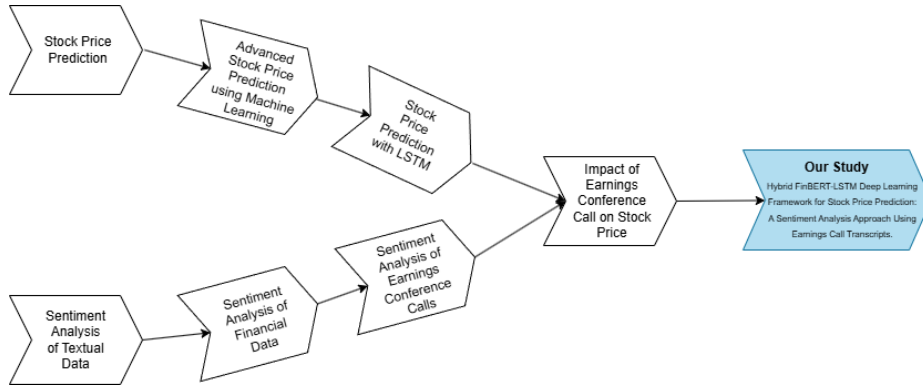 Stock Price
Prediction
Advanced
Stock Price
Prediction
using Machine
Learning
Stock
Price
Prediction
with LSTM
Impact of
Earnings
Conference
Call on Stock
Price
Our Study
Hybrid FinBERT-LSTM Deep Learning
Framework for Stock Price Prediction:
A Sentiment Analysis Approach Using
Earnings Call Transcripts.
Sentiment
Analysis of
Earnings
Conference
Calls
Sentiment
Analysis of
Financial
Data
Sentiment
Analysis
of Textual
Data